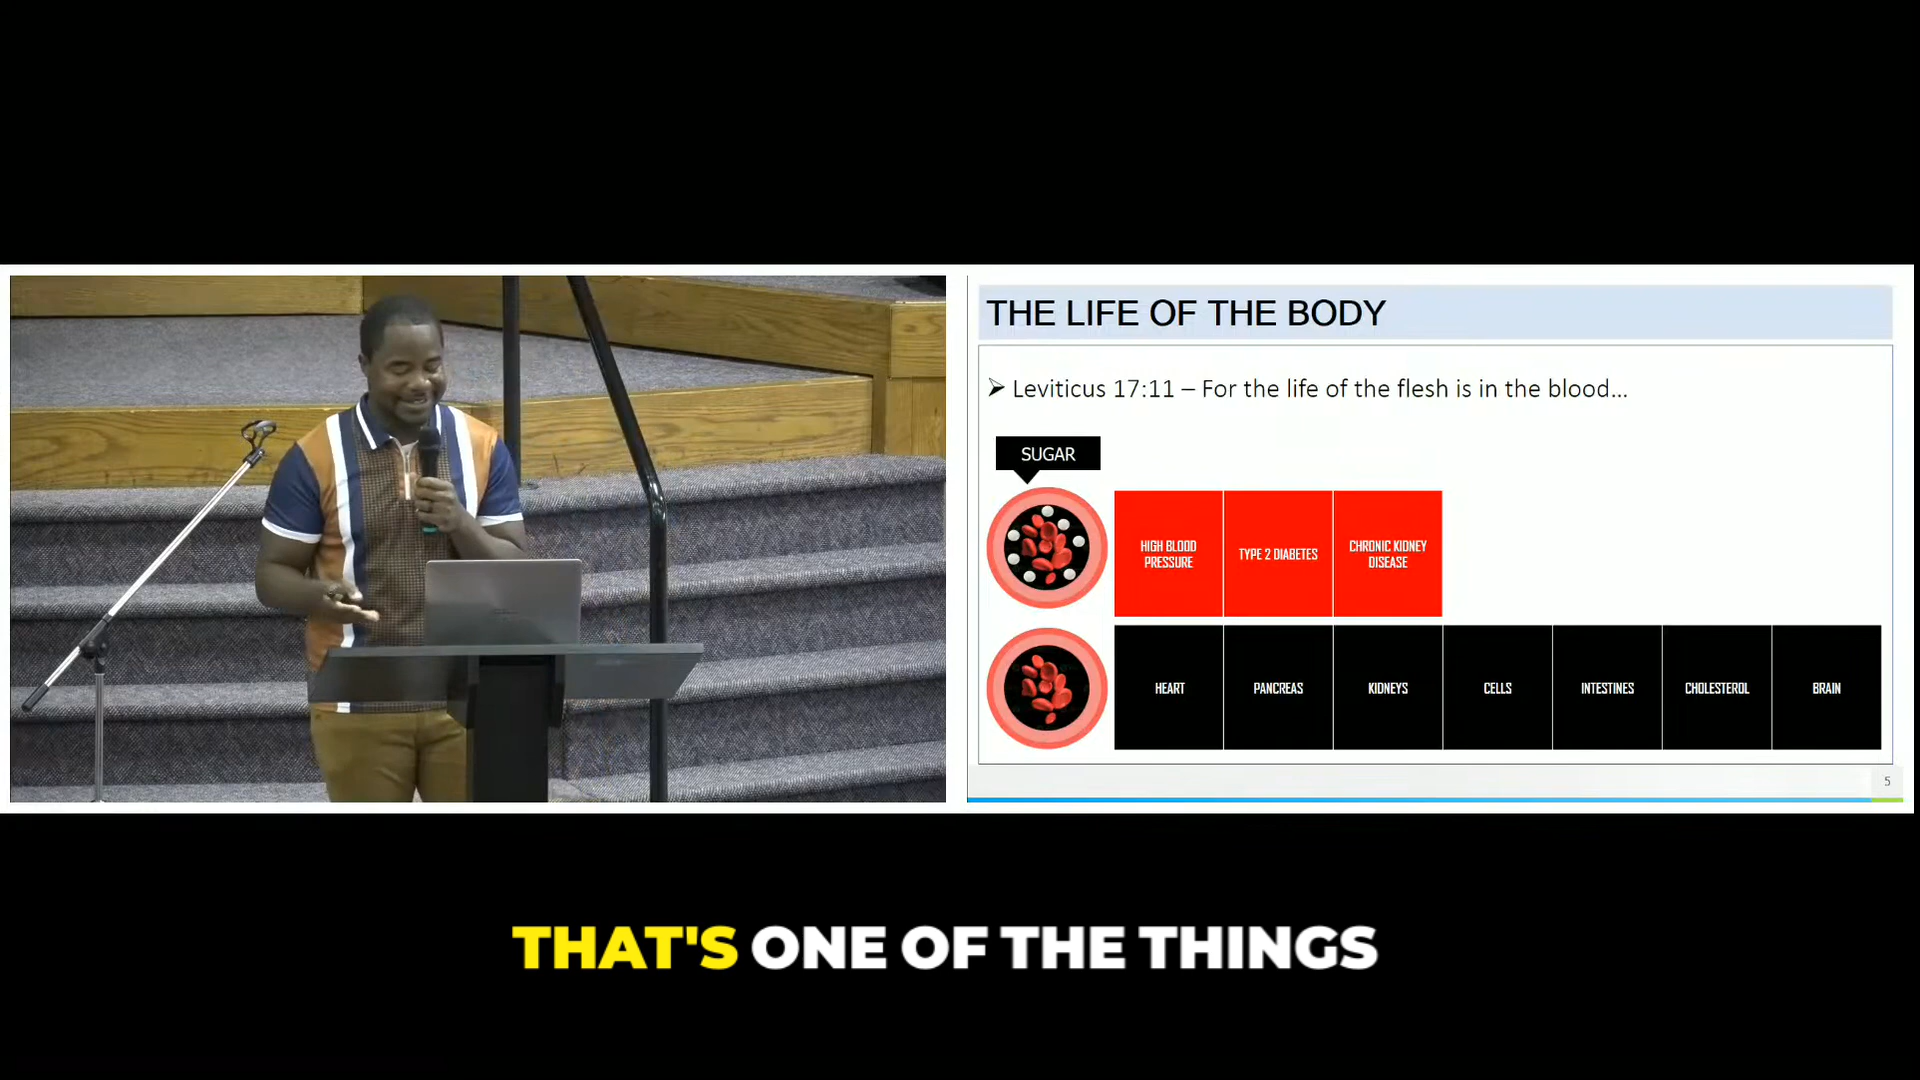 THE LIFE OF THE BODY
➢ Leviticus 17:11 – For the life of the flesh is in the blood...
SUGAR
HIGH BLOOD
PRESSURE
TYPE 2 DIABETES
CHRONIC KIDNEY
DISEASE
HEART
PANCREAS
KIDNEYS
CELLS
INTESTINES
CHOLESTEROL
BRAIN
5
THAT'S ONE OF THE THINGS